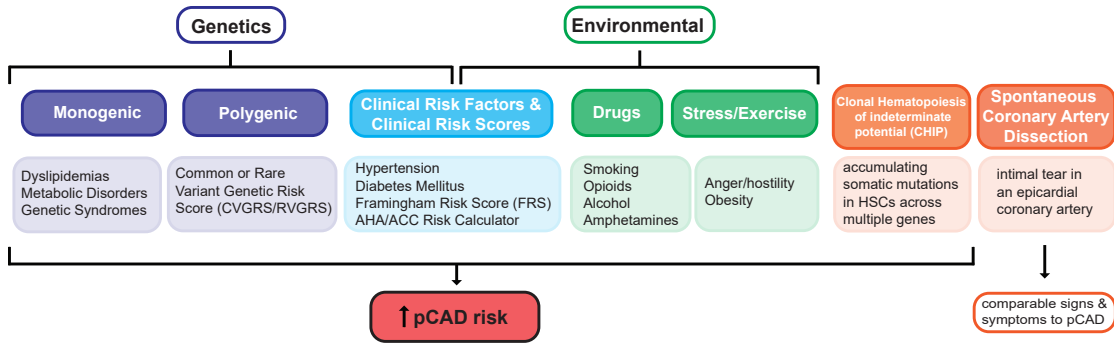 Genetics
Environmental
Monogenic
Polygenic
Clinical Risk Factors &
Clinical Risk Scores
Drugs
Stress/Exercise
Clonal Hematopoiesis
of indeterminate
potential (CHIP)
Spontaneous
Coronary Artery
Dissection
Dyslipidemias
Metabolic Disorders
Genetic Syndromes
Common or Rare
Variant Genetic Risk
Score (CVGRS/RVGRS)
Hypertension
Diabetes Mellitus
Framingham Risk Score (FRS)
AHA/ACC Risk Calculator
Smoking
Opioids
Alcohol
Amphetamines
Anger/hostility
Obesity
accumulating
somatic mutations
in HSCs across
multiple genes
intimal tear in
an epicardial
coronary artery
↑ pCAD risk
comparable signs &
symptoms to pCAD